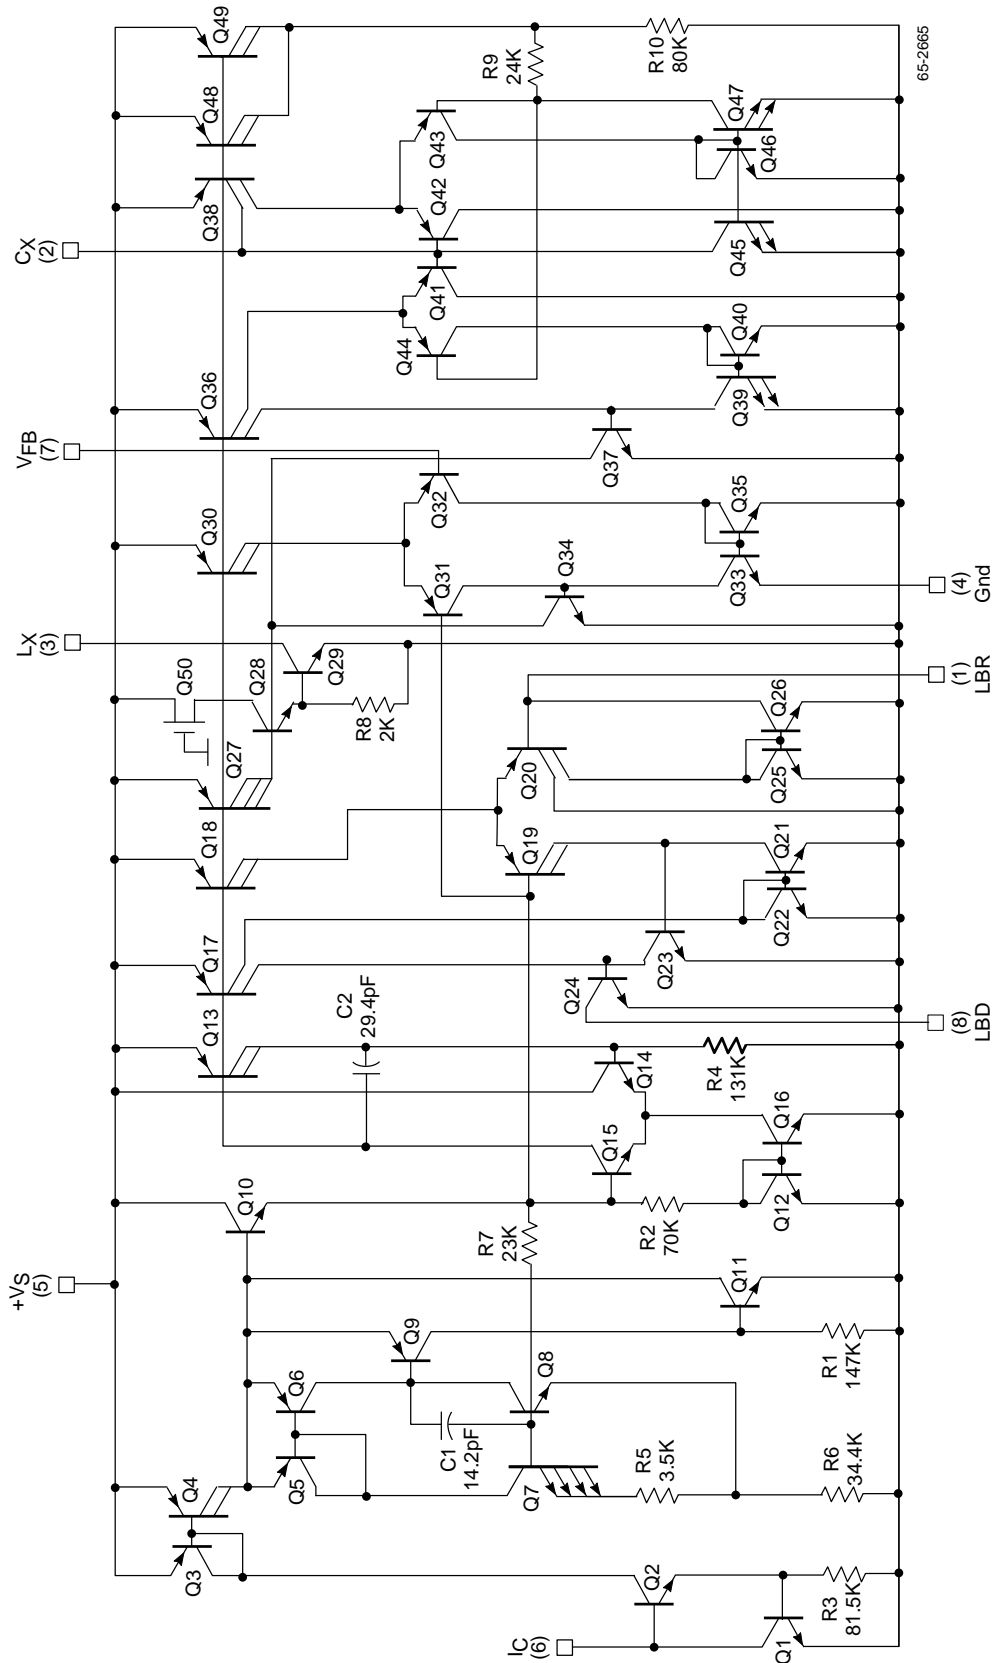 +VS
(5)
LX
(3)
VFB
(7)
CX
(2)
Q3
Q4
Q10
Q13
Q17
Q18
Q27
Q50
Q28
Q30
Q36
Q38
Q48
Q49
Q5
Q6
Q9
C2
29.4pF
Q29
R8
2K
Q31
Q32
Q44
Q41
Q42
Q43
C1
14.2pF
R7
23K
R9
24K
IC
(6)
Q7
Q8
Q19
Q20
Q34
Q37
Q2
R5
3.5K
R2
70K
Q15
Q14
Q24
Q23
R10
80K
Q1
R3
81.5K
R6
34.4K
R1
147K
Q11
Q12
Q16
R4
131K
Q22
Q21
Q25
Q26
Q33
Q35
Q39
Q40
Q45
Q46
Q47
(8)
LBD
(1)
LBR
(4)
Gnd
65-2665